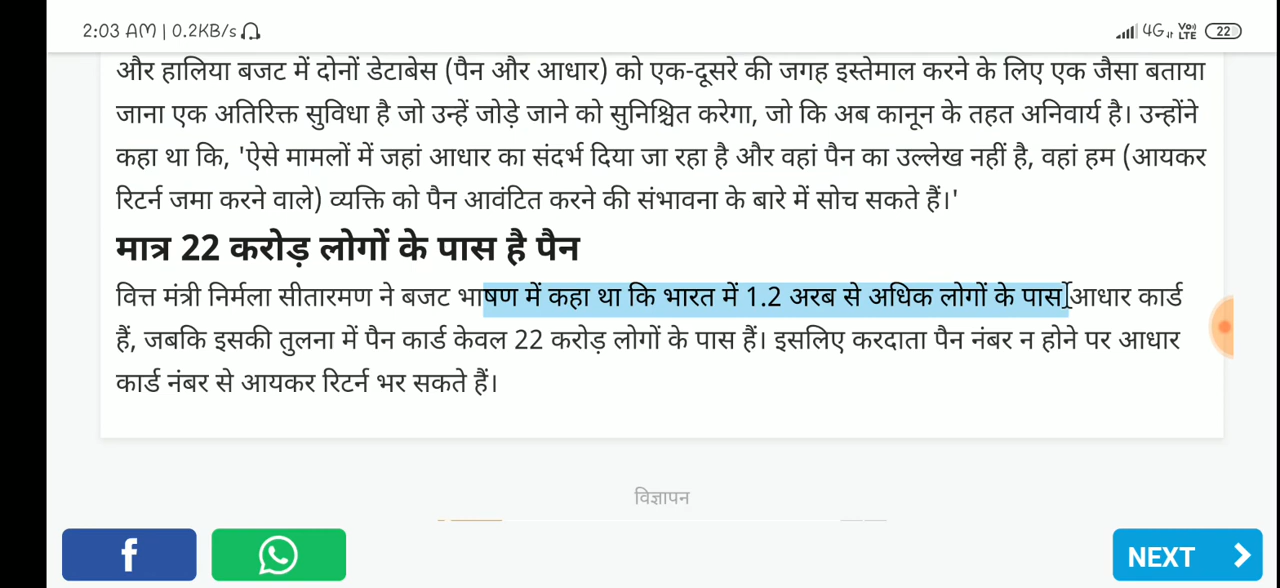 2:03 AM | 0.2KB/s 4G VoLTE 22
और हालिया बजट में दोनों डेटाबेस (पैन और आधार) को एक-दूसरे की जगह इस्तेमाल करने के लिए एक जैसा बताया
जाना एक अतिरिक्त सुविधा है जो उन्हें जोड़े जाने को सुनिश्चित करेगा, जो कि अब कानून के तहत अनिवार्य है। उन्होंने
कहा था कि, 'ऐसे मामलों में जहां आधार का संदर्भ दिया जा रहा है और वहां पैन का उल्लेख नहीं है, वहां हम (आयकर
रिटर्न जमा करने वाले) व्यक्ति को पैन आवंटित करने की संभावना के बारे में सोच सकते हैं।'
मात्र 22 करोड़ लोगों के पास है पैन
वित्त मंत्री निर्मला सीतारमण ने बजट भाषण में कहा था कि भारत में 1.2 अरब से अधिक लोगों के पास आधार कार्ड
हैं, जबकि इसकी तुलना में पैन कार्ड केवल 22 करोड़ लोगों के पास हैं। इसलिए करदाता पैन नंबर न होने पर आधार
कार्ड नंबर से आयकर रिटर्न भर सकते हैं।
विज्ञापन
f NEXT